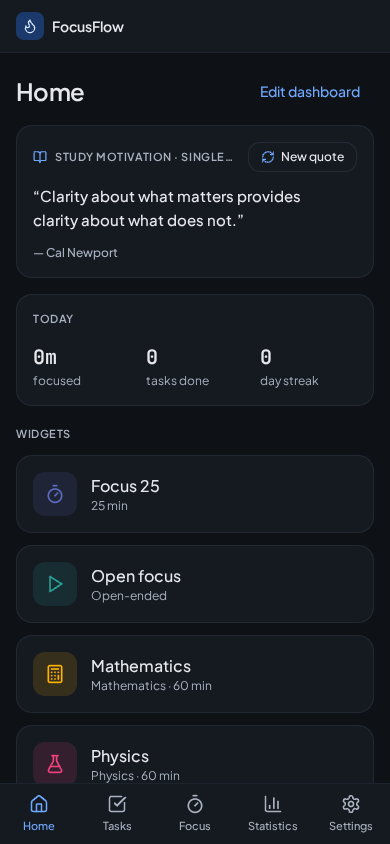 FocusFlow
Home
Edit dashboard
STUDY MOTIVATION · SINGLE…
New quote
“Clarity about what matters provides
clarity about what does not.”
— Cal Newport
TODAY
0m 0 0
focused tasks done day streak
WIDGETS
Focus 25
25 min
Open focus
Open-ended
Mathematics
Mathematics · 60 min
Physics
Physics · 60 min
Home Tasks Focus Statistics Settings